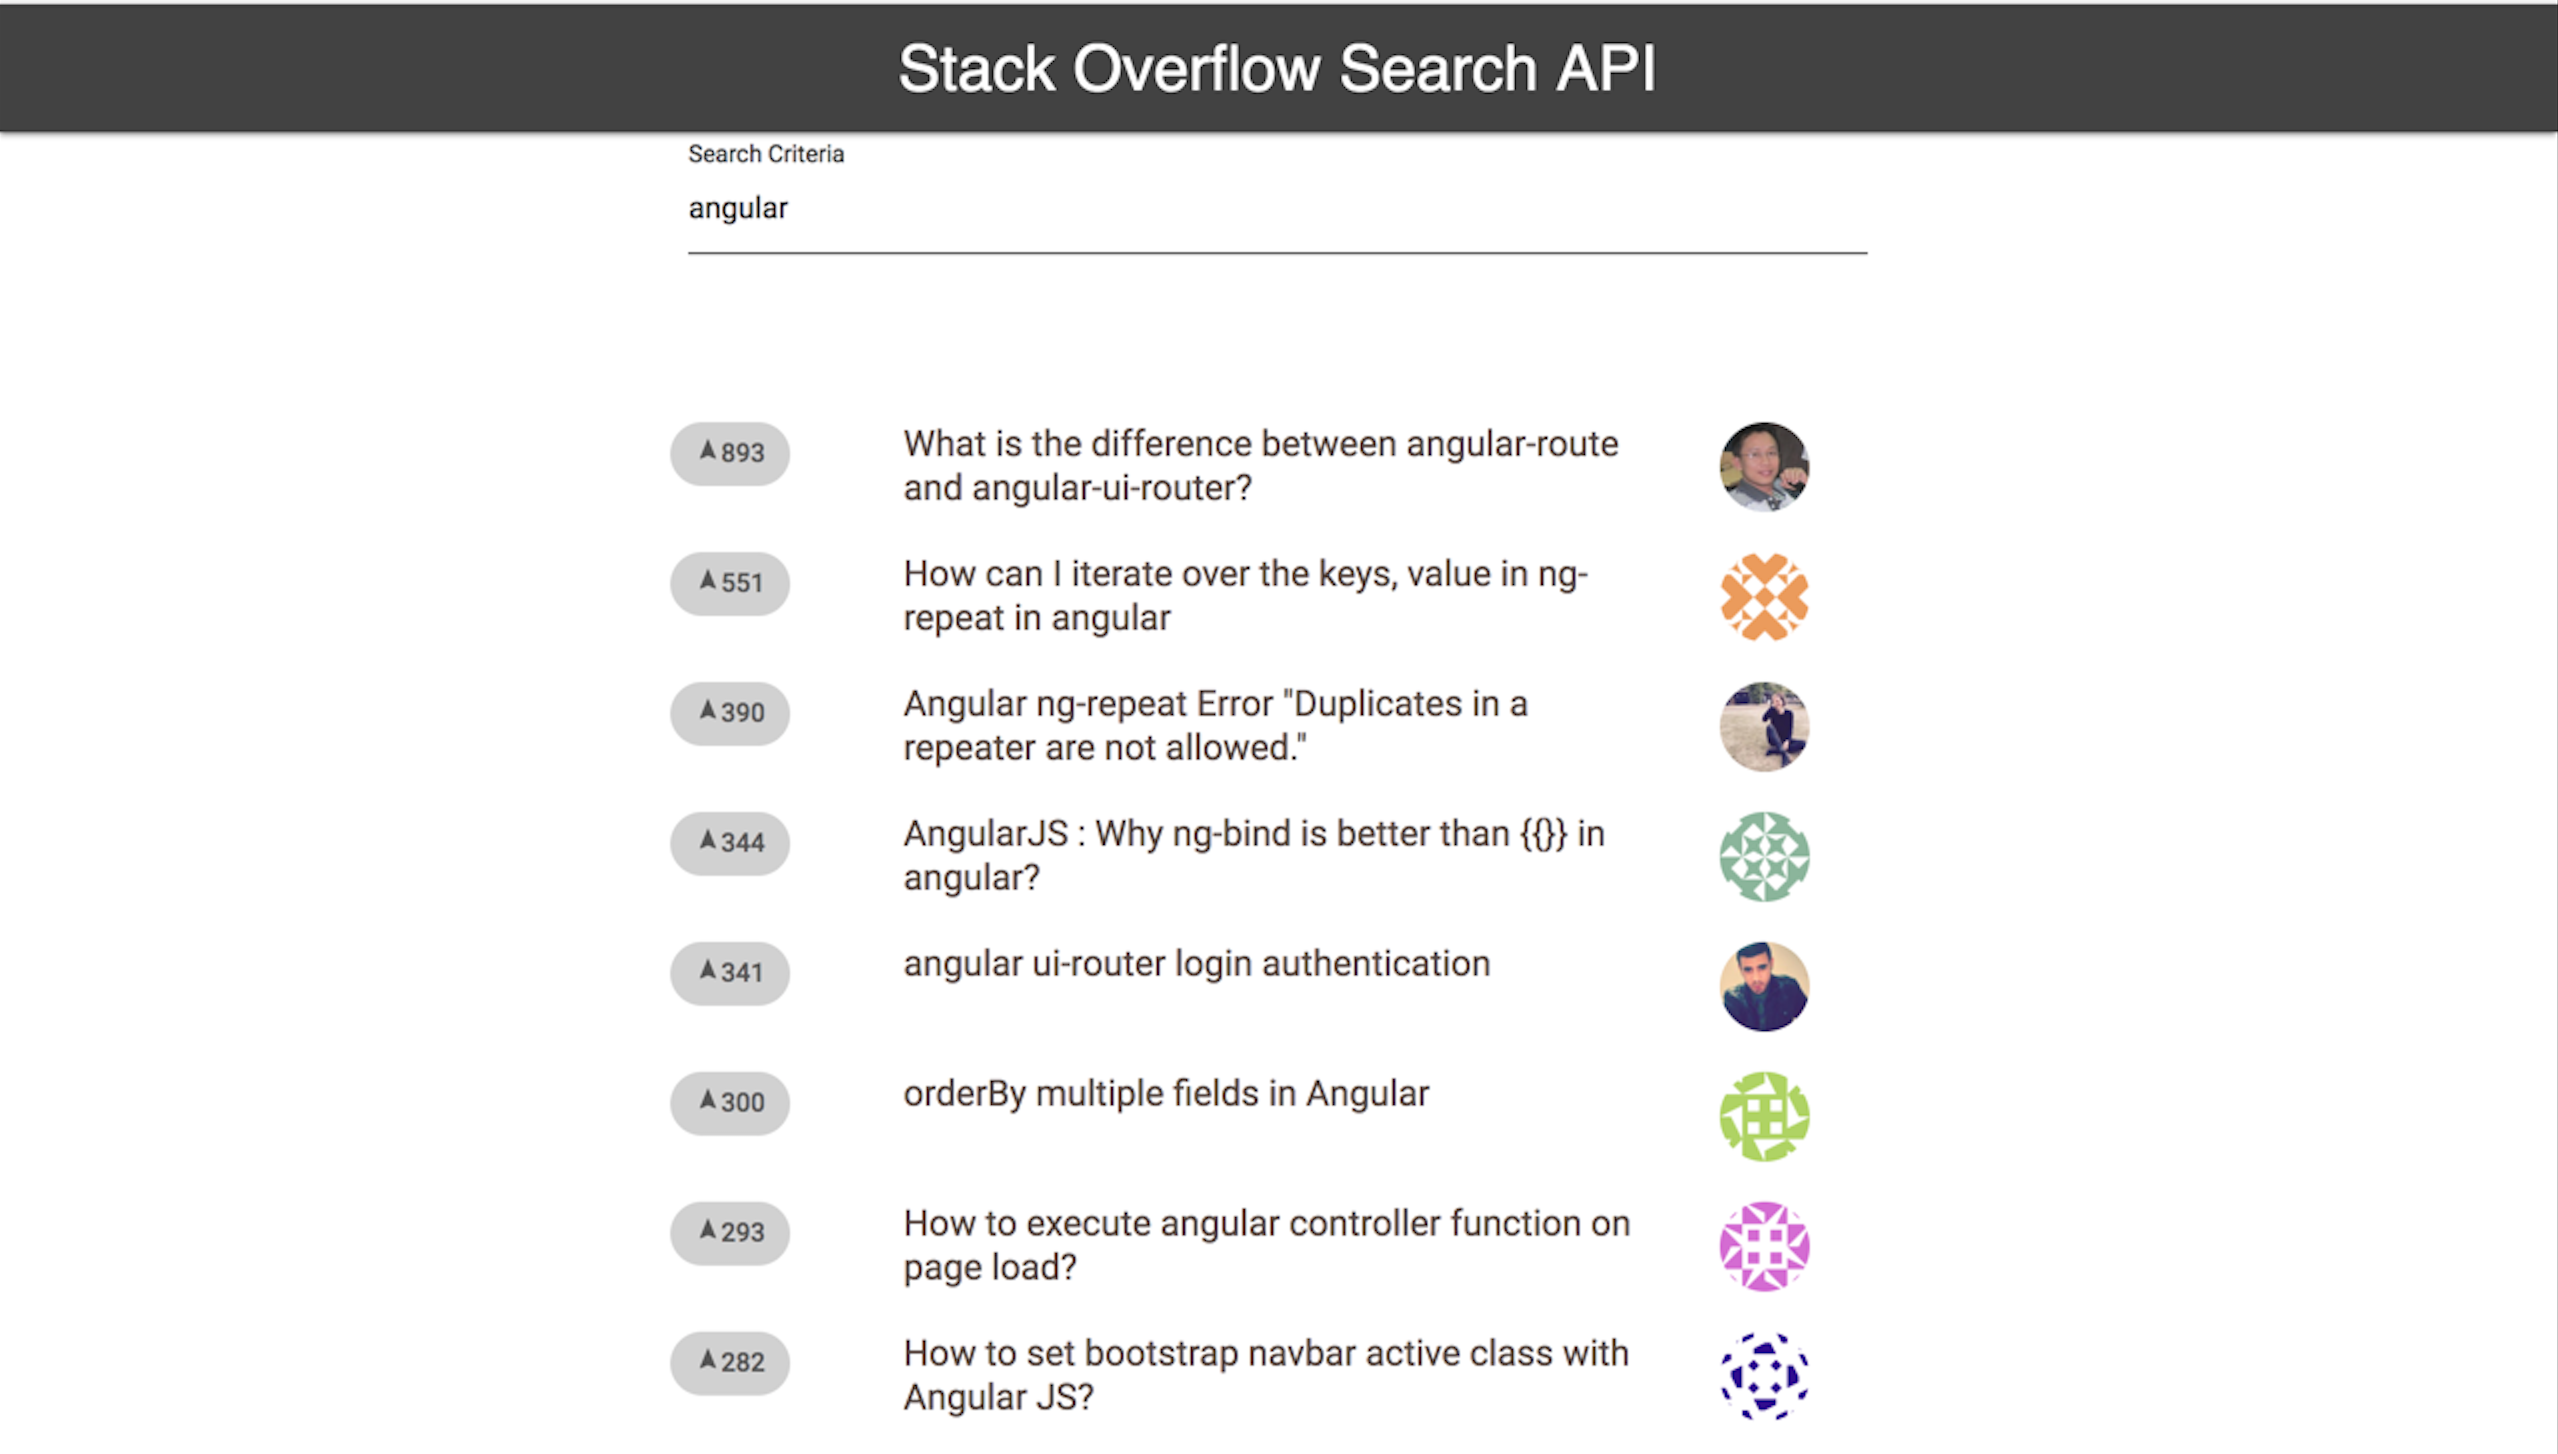 Stack Overflow Search API
Search Criteria
angular
893
What is the difference between angular-route
and angular-ui-router?
551
How can I iterate over the keys, value in ng-
repeat in angular
390
Angular ng-repeat Error "Duplicates in a
repeater are not allowed."
344
AngularJS : Why ng-bind is better than {{}} in
angular?
341
angular ui-router login authentication
300
orderBy multiple fields in Angular
293
How to execute angular controller function on
page load?
282
How to set bootstrap navbar active class with
Angular JS?